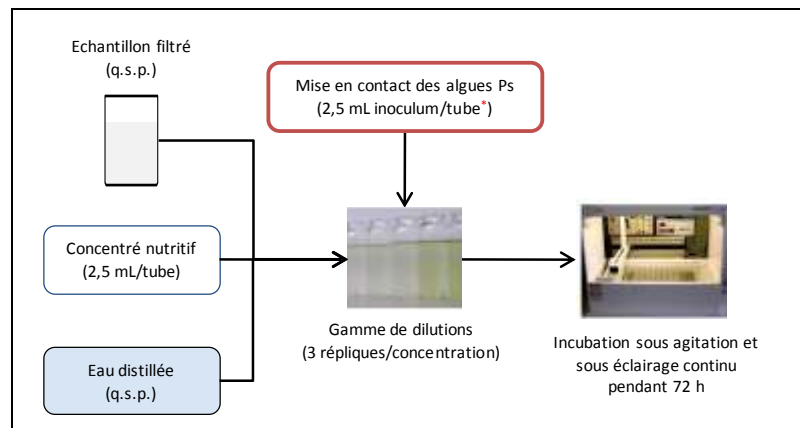 Echantillon filtré
(q.s.p.)
Mise en contact des algues Ps
(2,5 mL inoculum/tube*)
Concentré nutritif
(2,5 mL/tube)
Eau distillée
(q.s.p.)
Gamme de dilutions
(3 répliques/concentration)
Incubation sous agitation et
sous éclairage continu
pendant 72 h